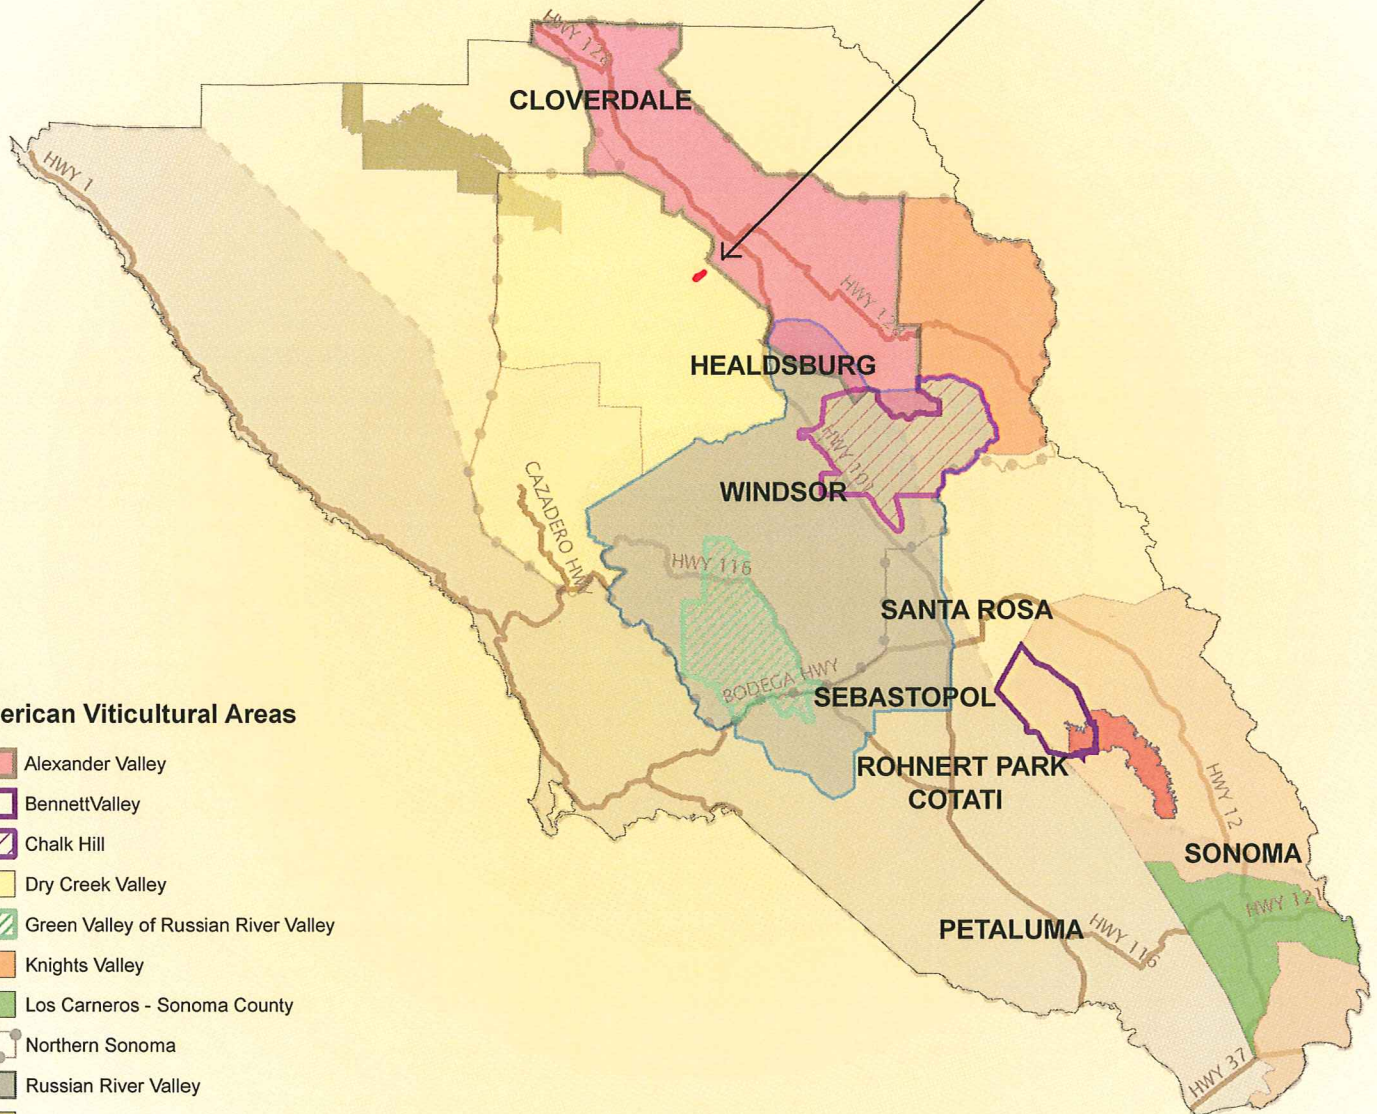 HWY 128
CLOVERDALE
HWY 1
HWY 128
HEALDSBURG
HWY 101
WINDSOR
CAZADERO HWY
HWY 116
SANTA ROSA
BODEGA HWY
SEBASTOPOL
ROHNERT PARK
COTATI
HWY 12
SONOMA
HWY 121
PETALUMA
HWY 116
HWY 37
erican Viticultural Areas
Alexander Valley
BennettValley
Chalk Hill
Dry Creek Valley
Green Valley of Russian River Valley
Knights Valley
Los Carneros - Sonoma County
Northern Sonoma
Russian River Valley